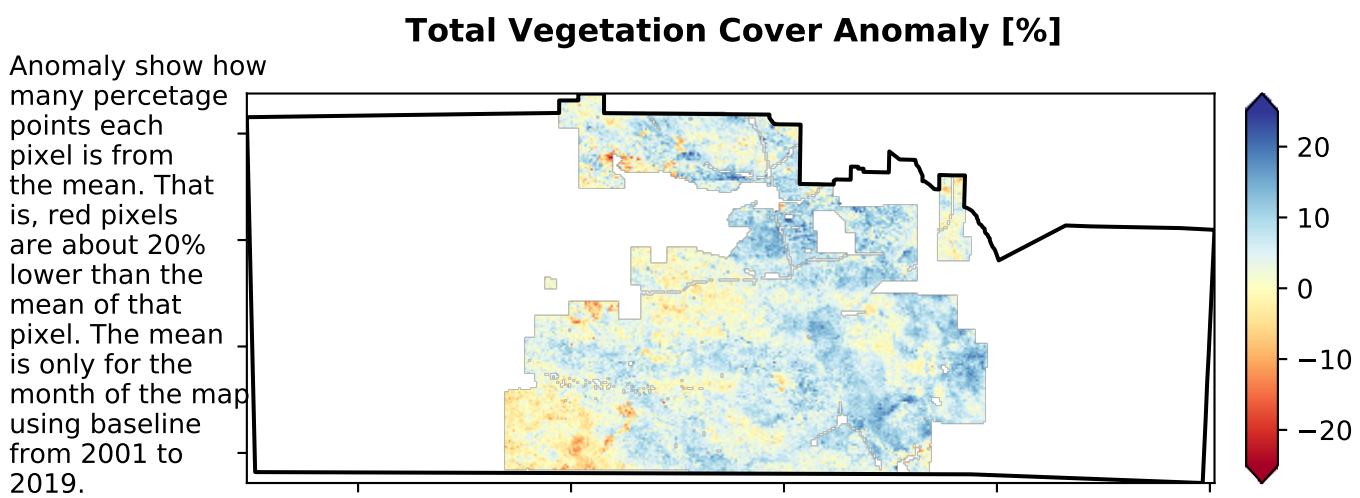 Total Vegetation Cover Anomaly [%]
Anomaly show how
many percetage
points each
pixel is from
the mean. That
is, red pixels
are about 20%
lower than the
mean of that
pixel. The mean
is only for the
month of the map
using baseline
from 2001 to
2019.
20
10
0
−10
−20